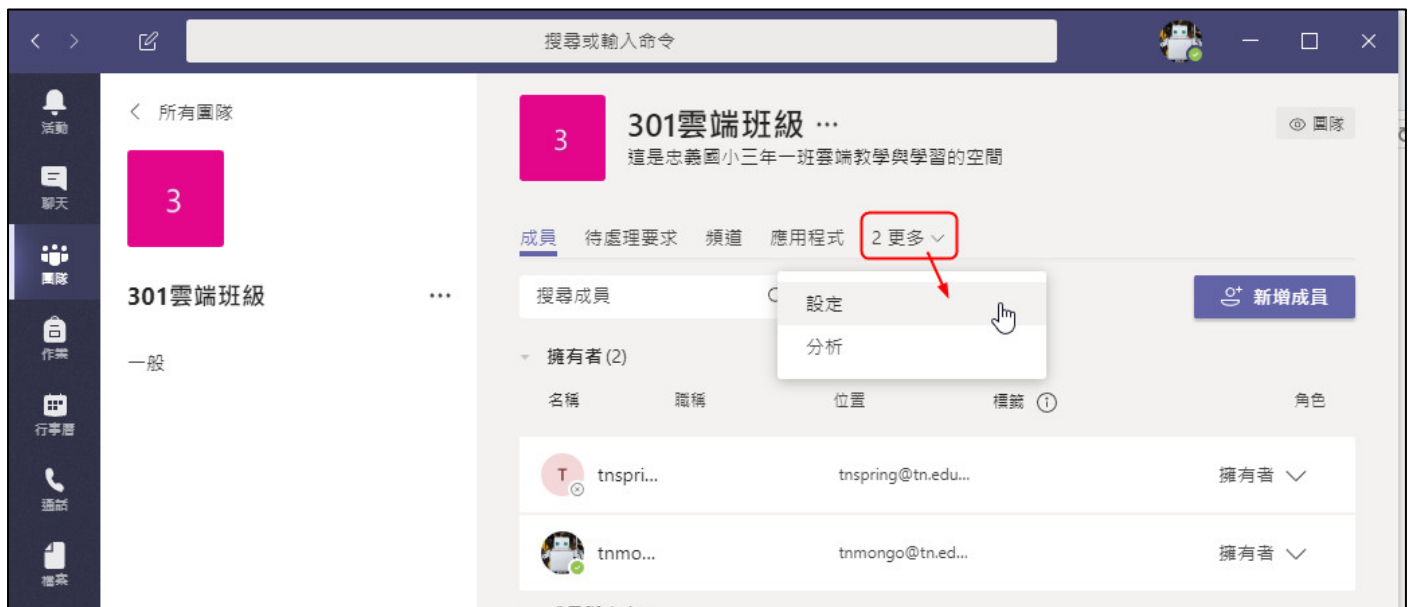 搜尋或輸入命令
活動
聊天
團隊
作業
行事曆
通話
檔案
所有團隊
3
301雲端班級 ...
一般
3
301雲端班級 ...
這是忠義國小三年一班雲端教學與學習的空間
團隊
成員 待處理要求 頻道 應用程式 2 更多
搜尋成員
設定
分析
新增成員
擁有者(2)
名稱 職稱 位置 標籤 角色
T tnspri... tnspring@tn.edu... 擁有者
tnmo... tnmongo@tn.ed... 擁有者